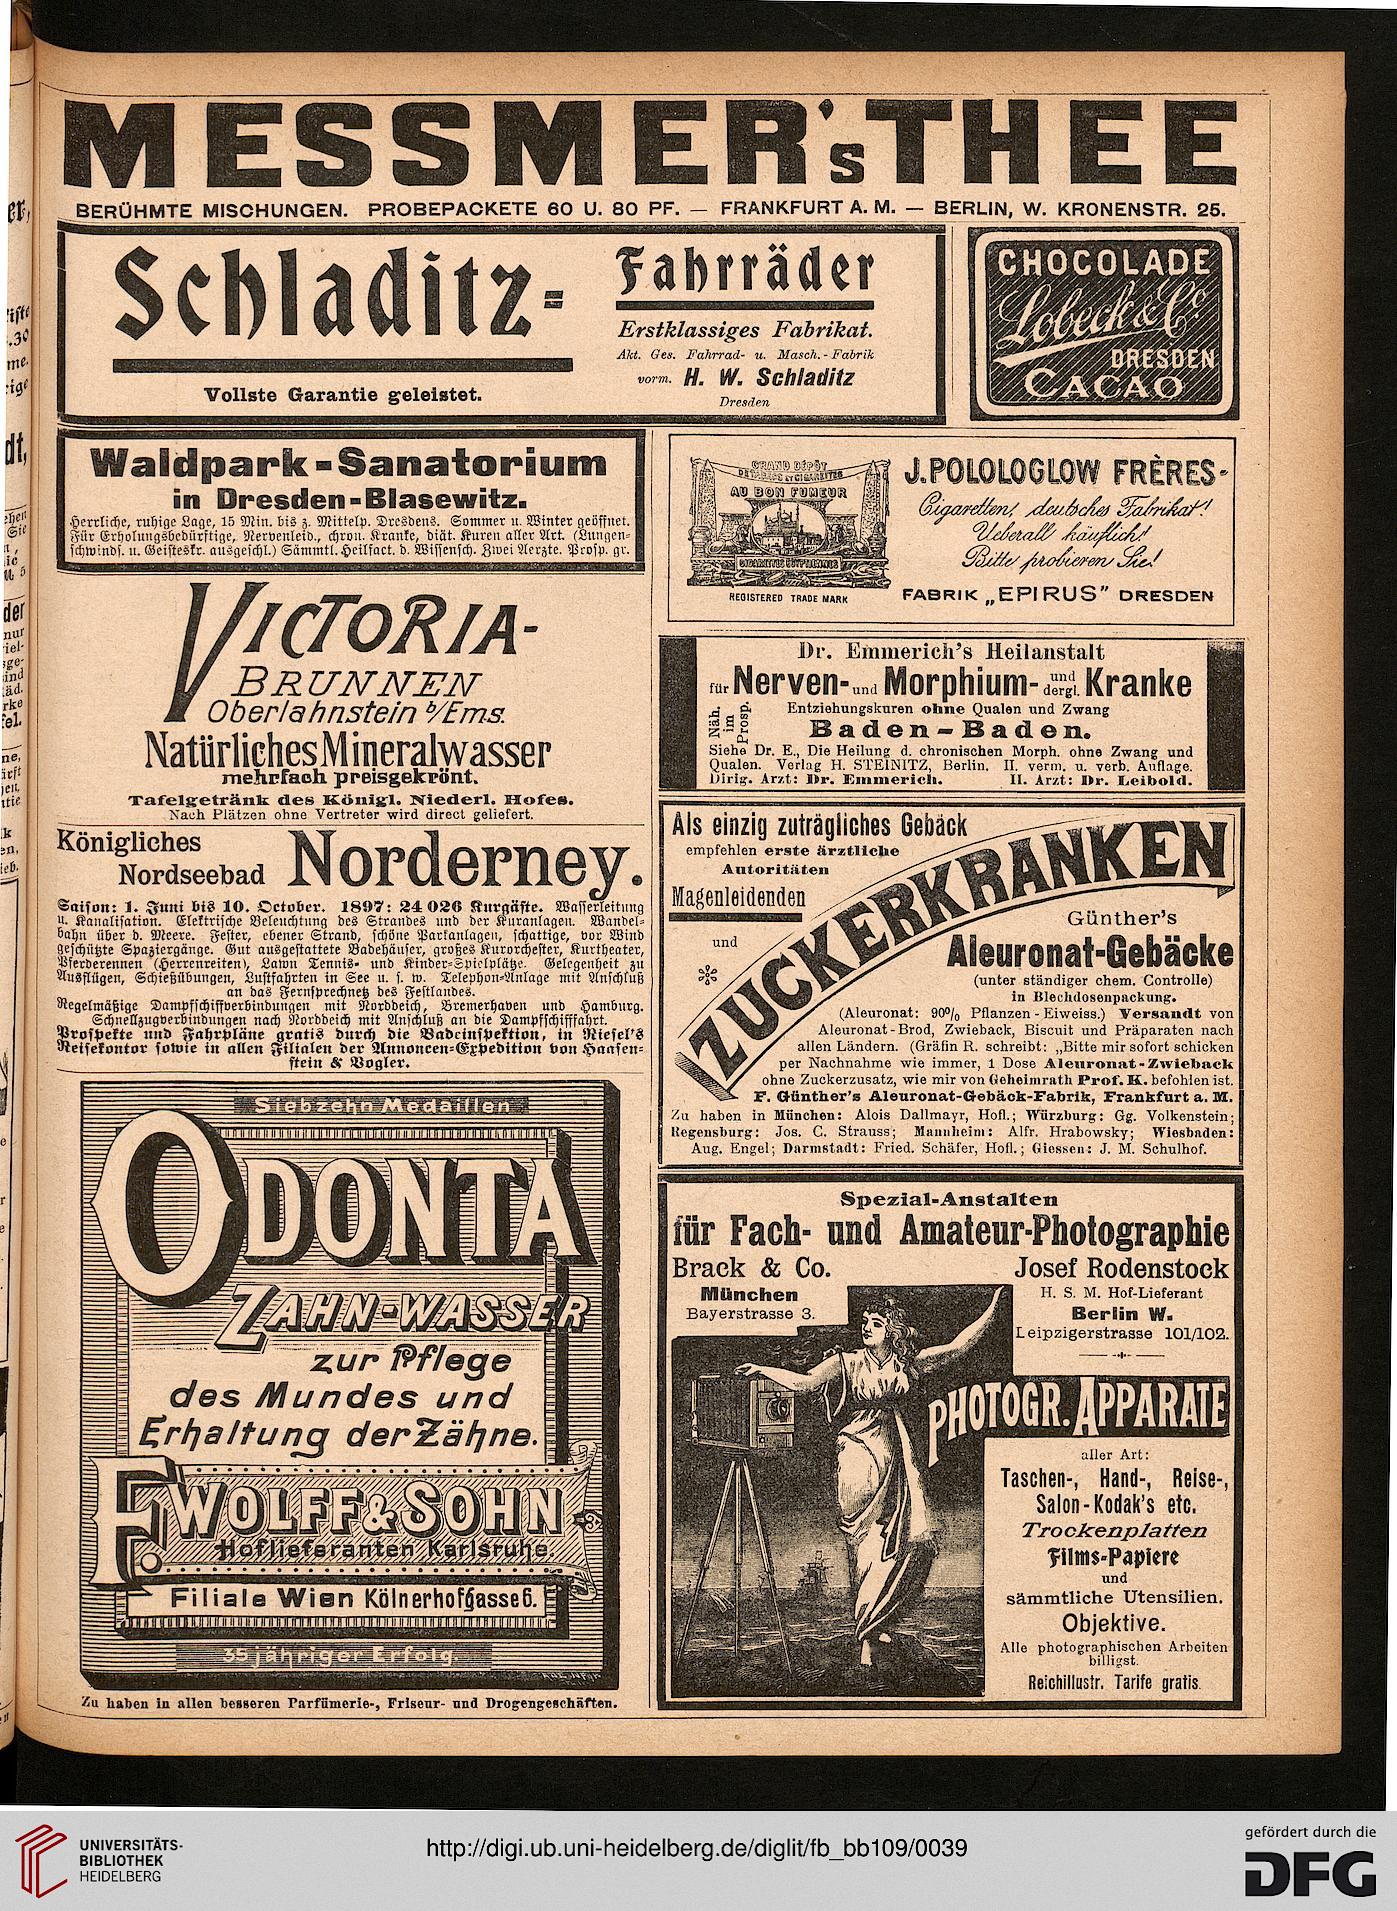 MESSMER's THEE
BERÜHMTE MISCHUNGEN. PROBEPACKETE 60 U. 80 PF. — FRANKFURT A. M. — BERLIN, W. KRONENSTR. 25.
Schladitz-
Vollste Garantie geleistet.
Fahrräder
Erstklassiges Fabrikat.
Akt. Ges. Fahrrad- u. Masch.-Fabrik
vorm. H. W. Schladitz
Dresden
CHOCOLADE
Lobeck & Co
DRESDEN
CACAO
Waldpark-Sanatorium
in Dresden-Blasewitz.
Herrliche, ruhige Lage, 15 Min. bis z. Mittelp. Dresdens. Sommer u. Winter geöffnet.
Für Erholungsbedürftige, Nervenleid., chron. Kranke, diät. Kuren aller Art. (Lungen-
schwinds. u. Geisteskr. ausgeschl.) Sämmtl. Heilfact. d. Wissensch. Zwei Aerzte. Prosp. gr.
GRAND DÉPÔT
DE TABACS ET CIGARETTES
AU BON FUMEUR
REGISTERED TRADE MARK
J. POLOLOGLOW FRÈRES-
Cigaretten, deutsches Fabrikat!
Ueberall käuflich!
Bitte probieren Sie!
FABRIK „EPIRUS" DRESDEN
VICTORIA-
BRUNNEN
Oberlahnstein b/Ems.
Natürliches Mineralwasser
mehrfach preisgekrönt.
Tafelgetränk des Königl. Niederl. Hofes.
Nach Plätzen ohne Vertreter wird direct geliefert.
Dr. Emmerich's Heilanstalt
für Nerven- und Morphium- und dergl. Kranke
Entziehungskuren ohne Qualen und Zwang
Näh. im Prosp.
Baden-Baden.
Siehe Dr. E., Die Heilung d. chronischen Morph. ohne Zwang und
Qualen. Verlag H. STEINITZ, Berlin. II. verm. u. verb. Auflage.
Dirig. Arzt: Dr. Emmerich. II. Arzt: Dr. Leibold.
Königliches
Nordseebad Norderney.
Saison: 1. Juni bis 10. October. 1897: 24 026 Kurgäste. Wasserleitung
u. Kanalisation. Elektrische Beleuchtung des Strandes und der Kuranlagen. Wandel-
bahn über d. Meere. Fester, ebener Strand, schöne Parkanlagen, schattige, vor Wind
geschützte Spaziergänge. Gut ausgestattete Badehäuser, großes Kurorchester, Kurtheater,
Pferderennen (Herrenreiten), Lawn Tennis- und Kinder-Spielplätze. Gelegenheit zu
Ausflügen, Schießübungen, Luftfahrten in See u. s. w. Telephon-Anlage mit Anschluß
an das Fernsprechnetz des Festlandes.
Regelmäßige Dampfschiffverbindungen mit Norddeich, Bremerhaven und Hamburg.
Schnellzugverbindungen nach Norddeich mit Anschluß an die Dampfschifffahrt.
Prospekte und Fahrpläne gratis durch die Badeinspektion, in Riesel's
Reisekontor sowie in allen Filialen der Annoncen-Expedition von Haasen-
stein & Vogler.
Als einzig zuträgliches Gebäck
empfehlen erste ärztliche
Autoritäten
Magenleidenden
und
ZUCKERKRANKEN
Günther's
Aleuronat-Gebäcke
(unter ständiger chem. Controlle)
in Blechdosenpackung.
(Aleuronat: 90% Pflanzen-Eiweiss.) Versandt von
Aleuronat-Brod, Zwieback, Biscuit und Präparaten nach
allen Ländern. (Gräfin R. schreibt: „Bitte mir sofort schicken
per Nachnahme wie immer, 1 Dose Aleuronat-Zwieback
ohne Zuckerzusatz, wie mir von Geheimrath Prof. K. befohlen ist.
F. Günther's Aleuronat-Gebäck-Fabrik, Frankfurt a. M.
Zu haben in München: Alois Dallmayr, Hofl.; Würzburg: Gg. Volkenstein;
Regensburg: Jos. C. Strauss; Mannheim: Alfr. Hrabowsky; Wiesbaden:
Aug. Engel; Darmstadt: Fried. Schäfer, Hofl.; Giessen: J. M. Schulhof.
Siebzehn Medaillen
ODONTA
ZAHN-WASSER
zur Pflege
des Mundes und
Erhaltung der Zähne.
F. WOLFF & SOHN
Hoflieferanten Karlsruhe.
Filiale Wien Kölnerhofgasse 6.
35jähriger Erfolg.
Zu haben in allen besseren Parfümerie-, Friseur- und Drogengeschäften.
Spezial-Anstalten
für Fach- und Amateur-Photographie
Brack & Co.
München
Bayerstrasse 3.
Josef Rodenstock
H. S. M. Hof-Lieferant
Berlin W.
Leipzigerstrasse 101/102.
PHOTOGR. APPARATE
aller Art:
Taschen-, Hand-, Reise-,
Salon-Kodak's etc.
Trockenplatten
Films-Papiere
und
sämmtliche Utensilien.
Objektive.
Alle photographischen Arbeiten
billigst.
Reichillustr. Tarife gratis
UNIVERSITÄTS-
BIBLIOTHEK
HEIDELBERG
http://digi.ub.uni-heidelberg.de/diglit/fb_bb109/0039
gefördert durch die
DFG